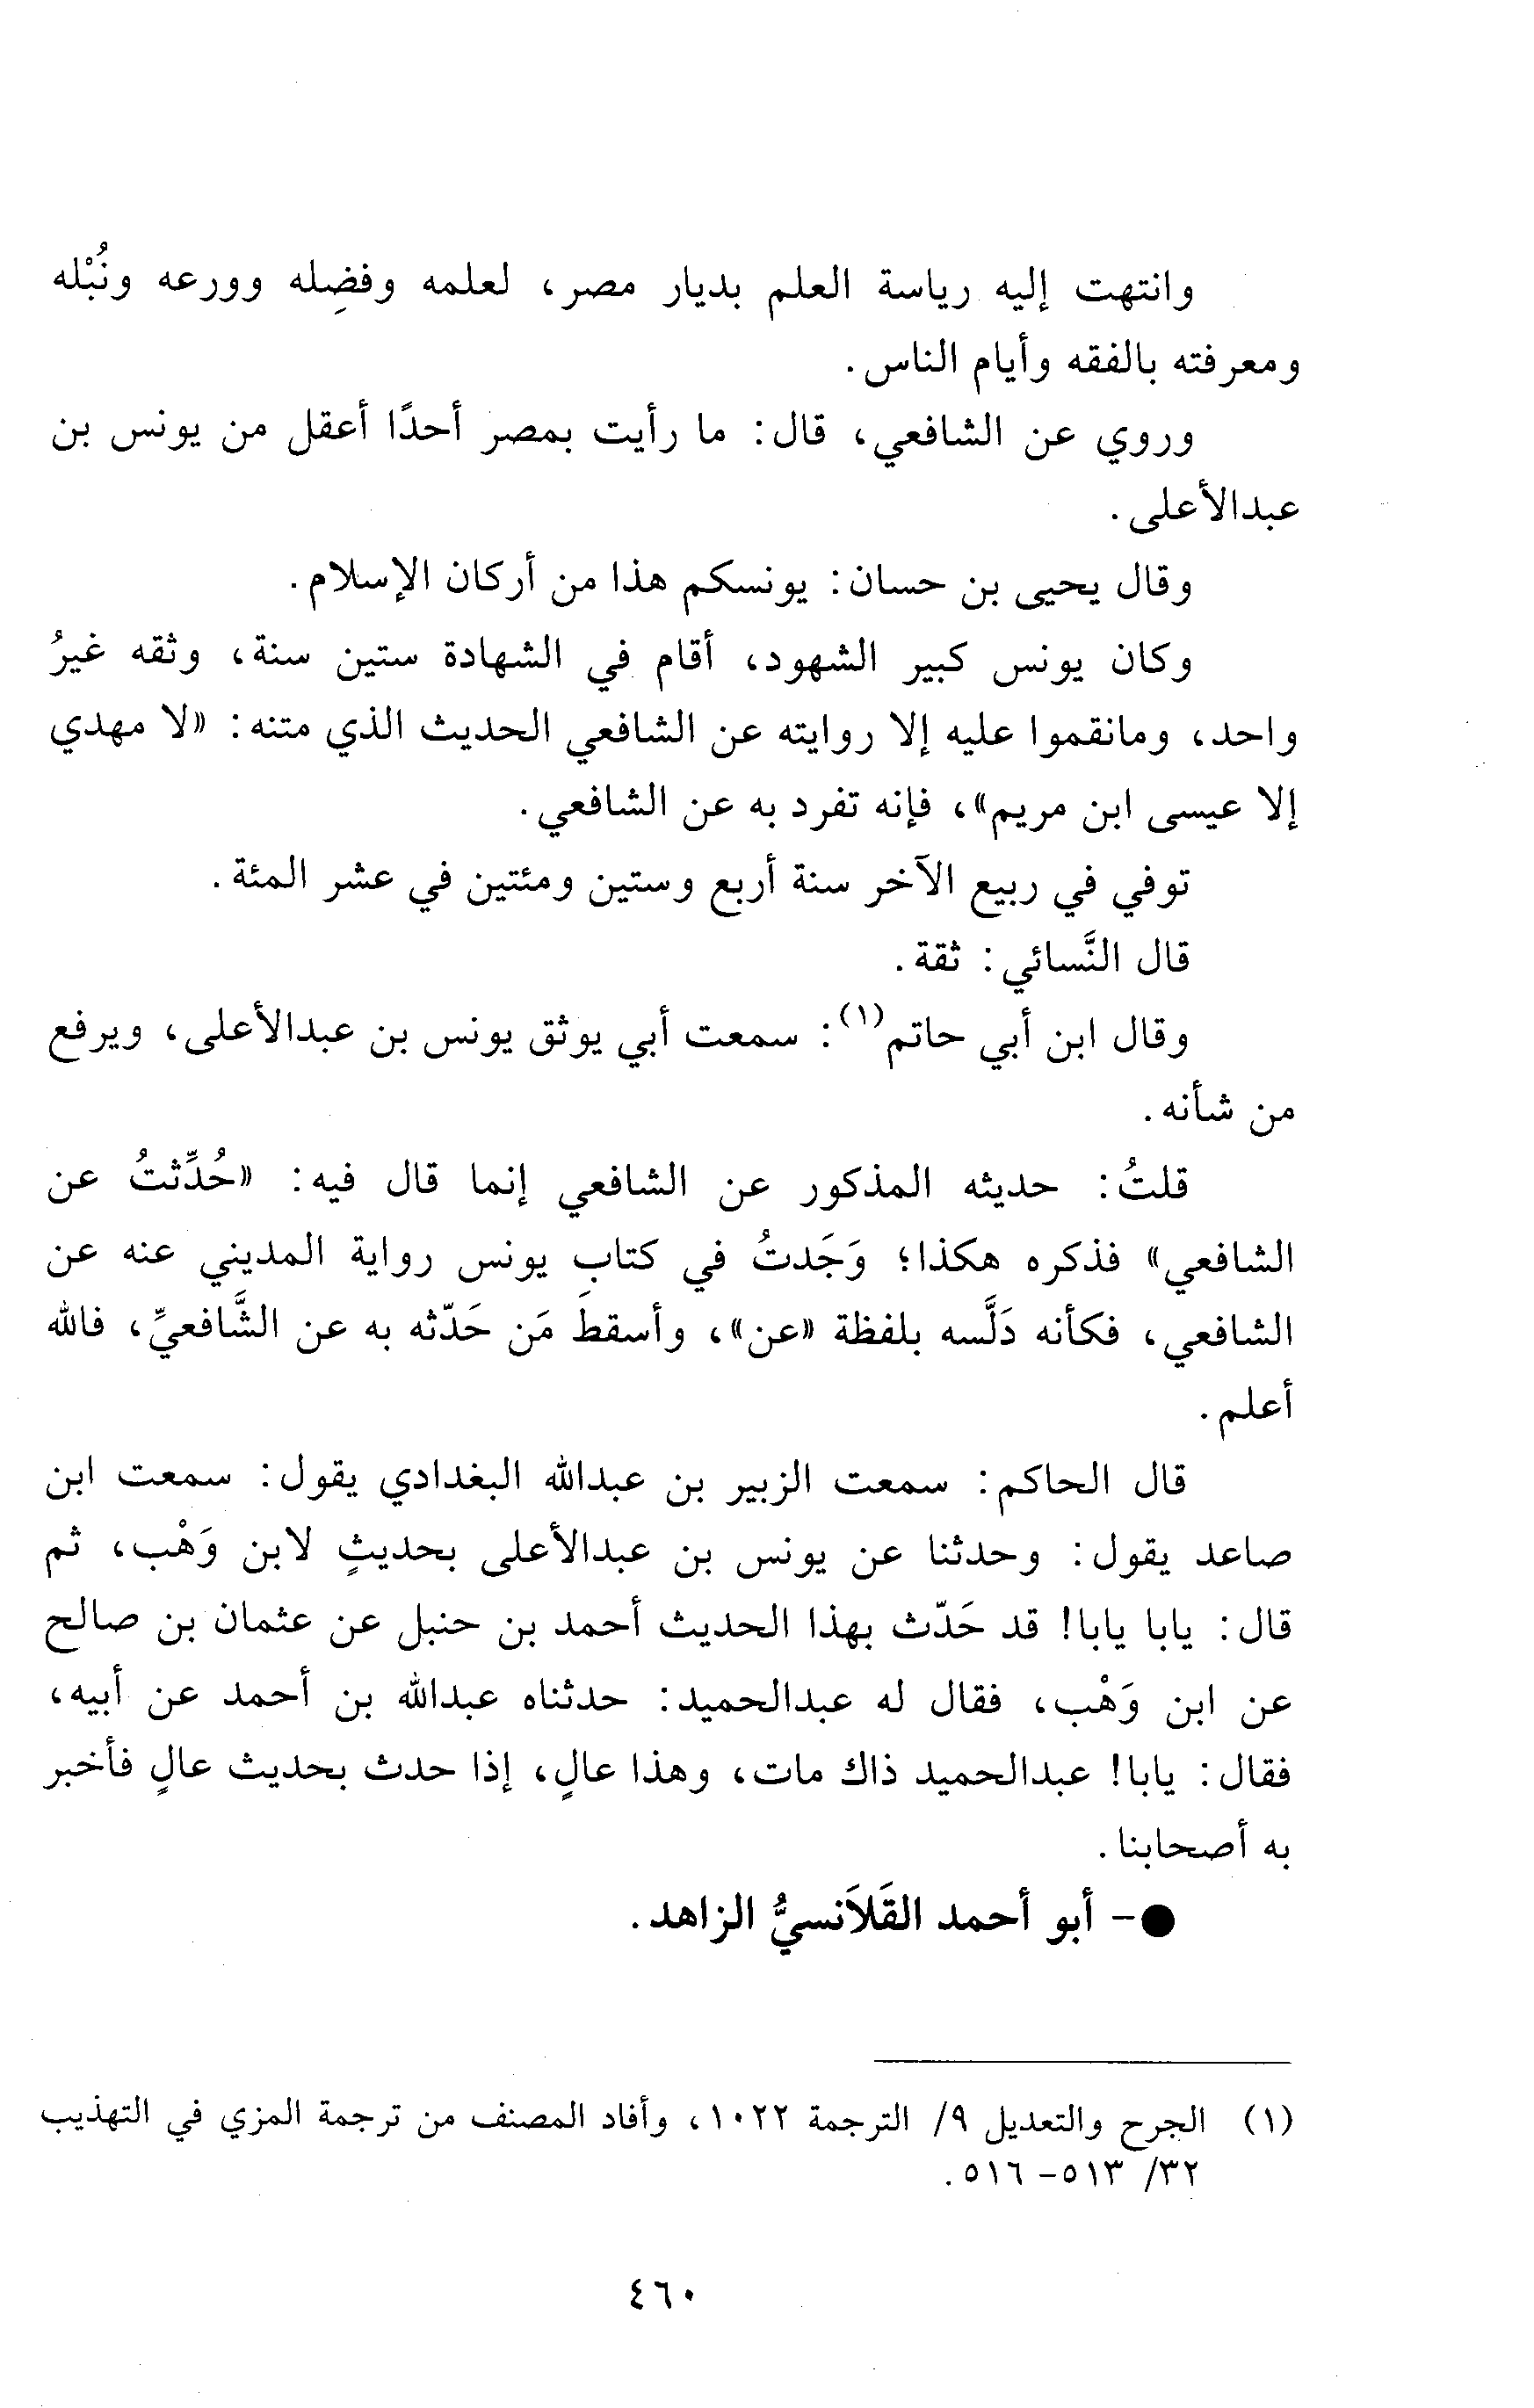 وانتهت إليه رياسة العلم بديار مصر، لعلمه وفضِله وورعه ونُبْله
ومعرفته بالفقه وأيام الناس.
وروي عن الشافعي، قال: ما رأيت بمصر أحدًا أعقل من يونس بن
عبدالأعلى.
وقال يحيى بن حسان: يونسكم هذا من أركان الإسلام.
وكان يونس كبير الشهود، أقام في الشهادة ستين سنة، وثقه غيرُ
واحد، ومانقموا عليه إلا روايته عن الشافعي الحديث الذي متنه: «لا مهدي
إلا عيسى ابن مريم»، فإنه تفرد به عن الشافعي.
توفي في ربيع الآخر سنة أربع وستين ومئتين في عشر المئة.
قال النَّسائي: ثقة.
وقال ابن أبي حاتم(١): سمعت أبي يوثق يونس بن عبدالأعلى، ويرفع
من شأنه.
قلتُ: حديثه المذكور عن الشافعي إنما قال فيه: «حُدِّثتُ عن
الشافعي» فذكره هكذا؛ وَجَدتُ في كتابِ يونس رواية المديني عنه عن
الشافعي، فكأنه دَلَّسه بلفظة «عن»، وأسقطَ مَن حَدّثه به عن الشَّافعيِّ، فالله
أعلم.
قال الحاكم: سمعت الزبير بن عبدالله البغدادي يقول: سمعت ابن
صاعد يقول: وحدثنا عن يونس بن عبدالأعلى بحديثٍ لابن وَهْب، ثم
قال: يابا يابا! قد حَدّث بهذا الحديث أحمد بن حنبل عن عثمان بن صالح
عن ابن وَهْب، فقال له عبدالحميد: حدثناه عبدالله بن أحمد عن أبيه،
فقال: يابا! عبدالحميد ذاك مات، وهذا عالٍ، إذا حدث بحديث عالٍ فأخبر
به أصحابنا.
●- أبو أحمد القَلاَنسيُّ الزاهد.
(١) الجرح والتعديل ٩/ الترجمة ١٠٢٢، وأفاد المصنف من ترجمة المزي في التهذيب
٣٢/ ٥١٣- ٥١٦.
٤٦٠